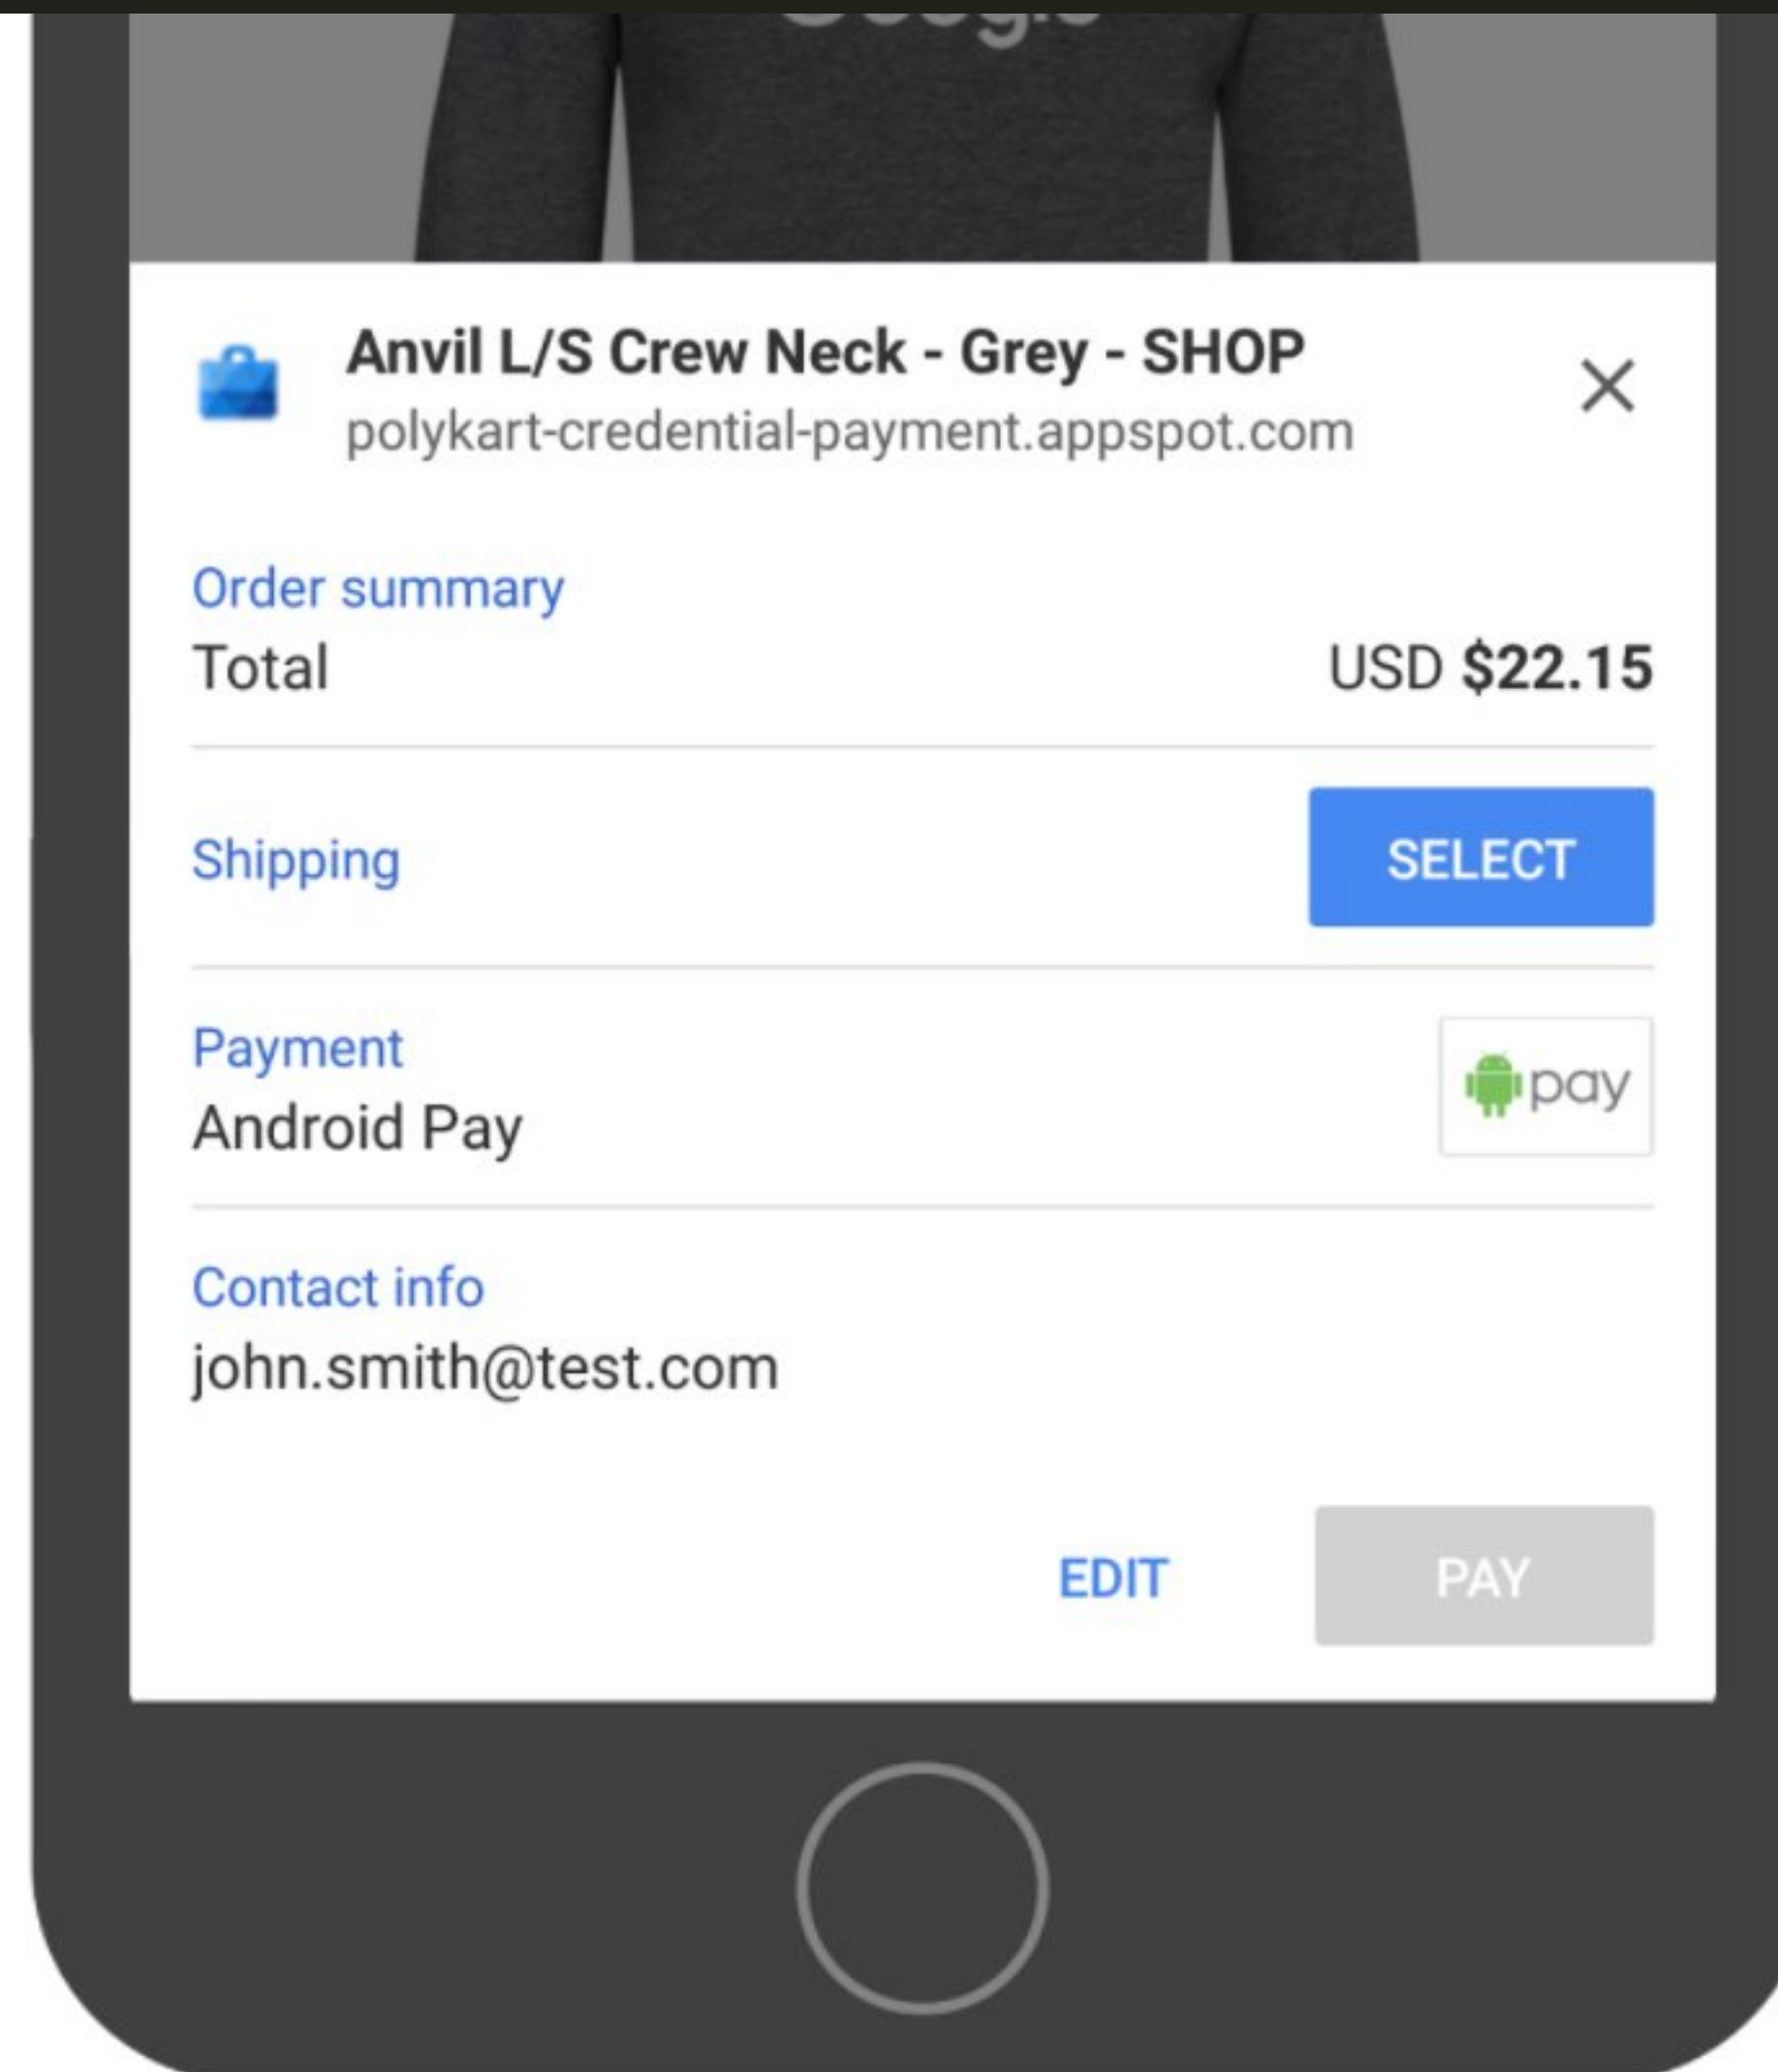 Anvil L/S Crew Neck - Grey - SHOP
polykart-credential-payment.appspot.com
Order summary
Total USD $22.15
Shipping SELECT
Payment
Android Pay pay
Contact info
john.smith@test.com
EDIT PAY